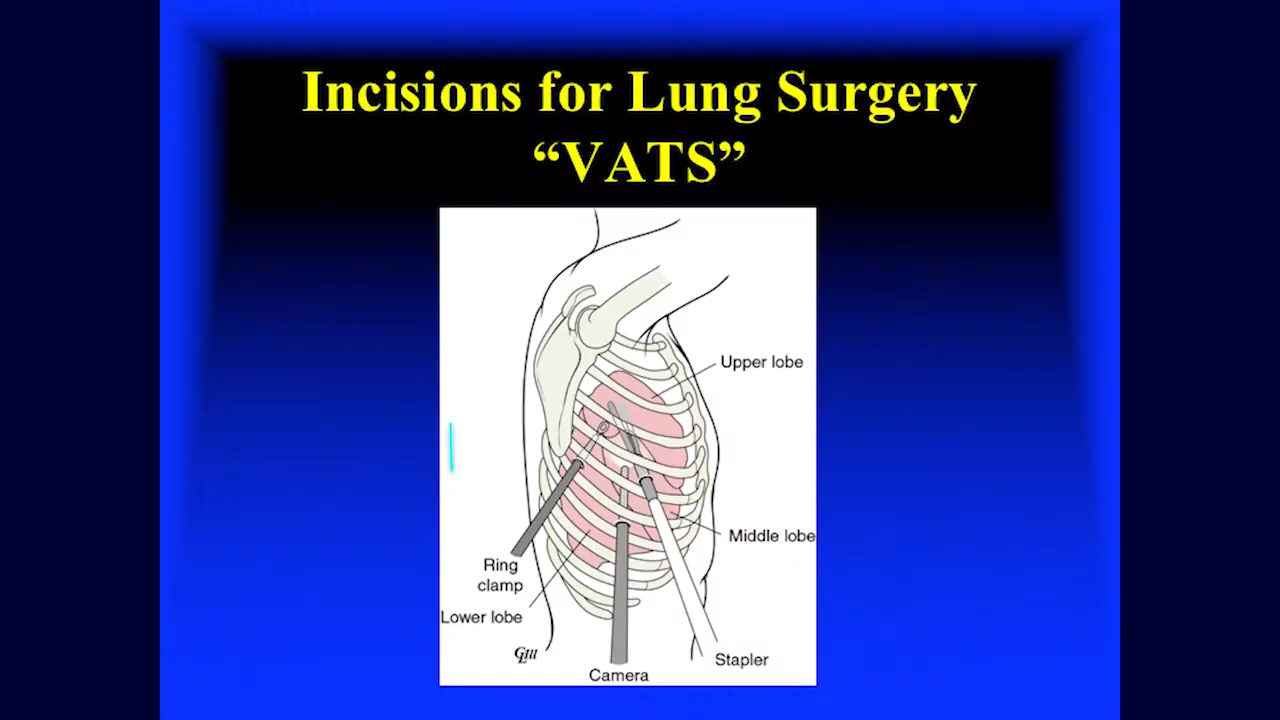 Incisions for Lung Surgery
“VATS”
Upper lobe
Middle lobe
Ring
clamp
Lower lobe
Stapler
Camera